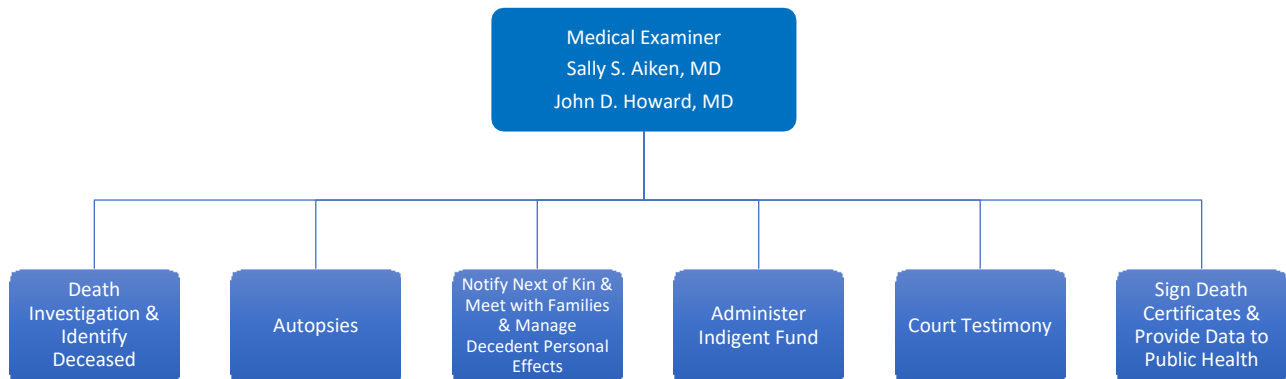 Medical Examiner
Sally S. Aiken, MD
John D. Howard, MD
Death
Investigation &
Identify
Deceased
Autopsies
Notify Next of Kin &
Meet with Families
& Manage
Decedent Personal
Effects
Administer
Indigent Fund
Court Testimony
Sign Death
Certificates &
Provide Data to
Public Health